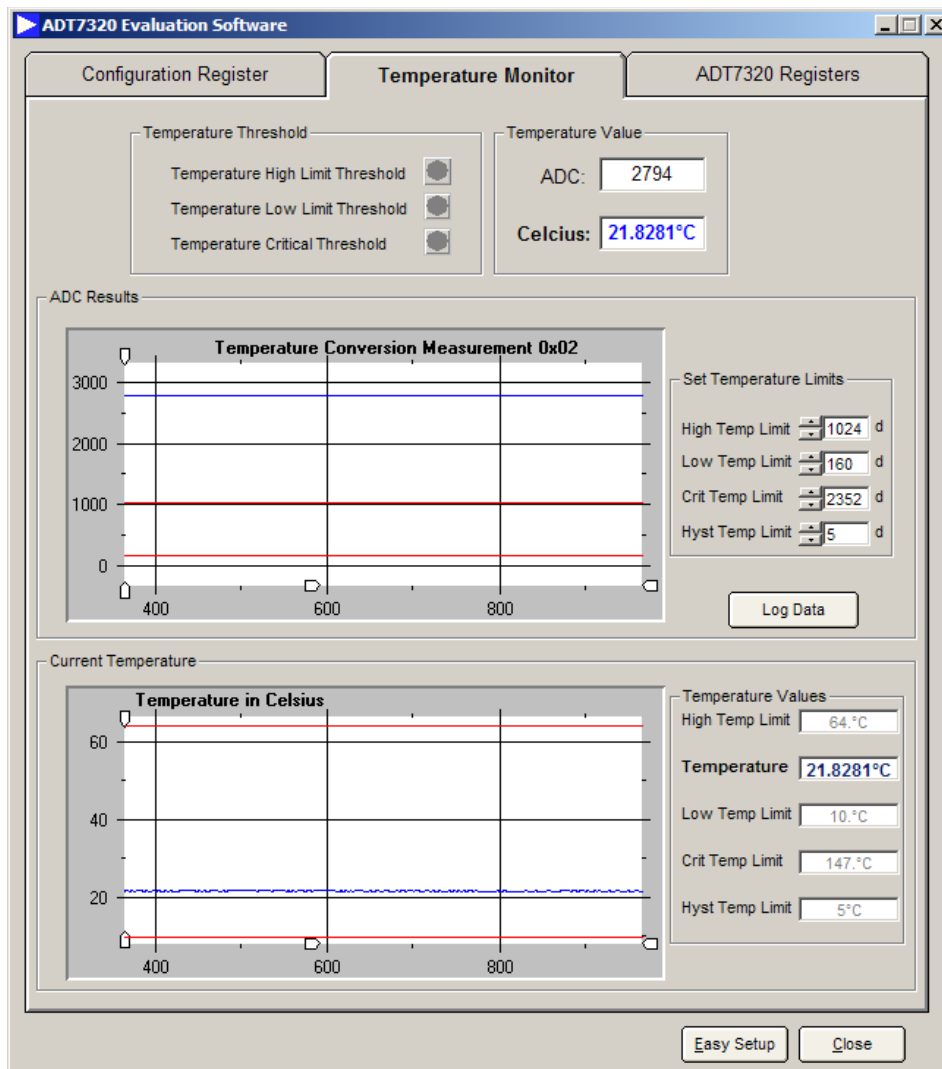 ADT7320 Evaluation Software
Configuration Register
Temperature Monitor
ADT7320 Registers
Temperature Threshold
Temperature High Limit Threshold
Temperature Low Limit Threshold
Temperature Critical Threshold
Temperature Value
ADC: 2794
Celcius: 21.8281°C
ADC Results
Temperature Conversion Measurement 0x02
3000
2000
1000
0
400 600 800
Set Temperature Limits
High Temp Limit 1024 d
Low Temp Limit 160 d
Crit Temp Limit 2352 d
Hyst Temp Limit 5 d
Log Data
Current Temperature
Temperature in Celsius
60
40
20
400 600 800
Temperature Values
High Temp Limit 64.°C
Temperature 21.8281°C
Low Temp Limit 10.°C
Crit Temp Limit 147.°C
Hyst Temp Limit 5°C
Easy Setup
Close